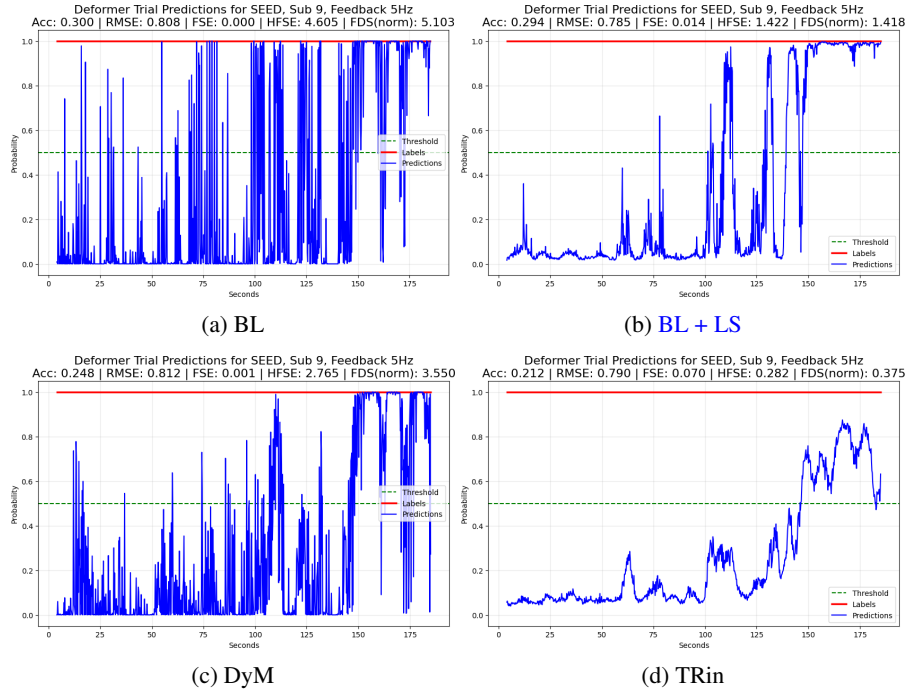 Deformer Trial Predictions for SEED, Sub 9, Feedback 5Hz
Acc: 0.300 | RMSE: 0.808 | FSE: 0.000 | HFSE: 4.605 | FDS(norm): 5.103
1.0
0.8
0.6
0.4
0.2
0.0
Probability
Threshold
Labels
Predictions
0
25
50
75
100
125
150
175
Seconds
(a) BL
Deformer Trial Predictions for SEED, Sub 9, Feedback 5Hz
Acc: 0.294 | RMSE: 0.785 | FSE: 0.014 | HFSE: 1.422 | FDS(norm): 1.418
1.0
0.8
0.6
0.4
0.2
0.0
Probability
Threshold
Labels
Predictions
0
25
50
75
100
125
150
175
Seconds
(b) BL + LS
Deformer Trial Predictions for SEED, Sub 9, Feedback 5Hz
Acc: 0.248 | RMSE: 0.812 | FSE: 0.001 | HFSE: 2.765 | FDS(norm): 3.550
1.0
0.8
0.6
0.4
0.2
0.0
Probability
Threshold
Labels
Predictions
0
25
50
75
100
125
150
175
Seconds
(c) DyM
Deformer Trial Predictions for SEED, Sub 9, Feedback 5Hz
Acc: 0.212 | RMSE: 0.790 | FSE: 0.070 | HFSE: 0.282 | FDS(norm): 0.375
1.0
0.8
0.6
0.4
0.2
0.0
Probability
Threshold
Labels
Predictions
0
25
50
75
100
125
150
175
Seconds
(d) TRin